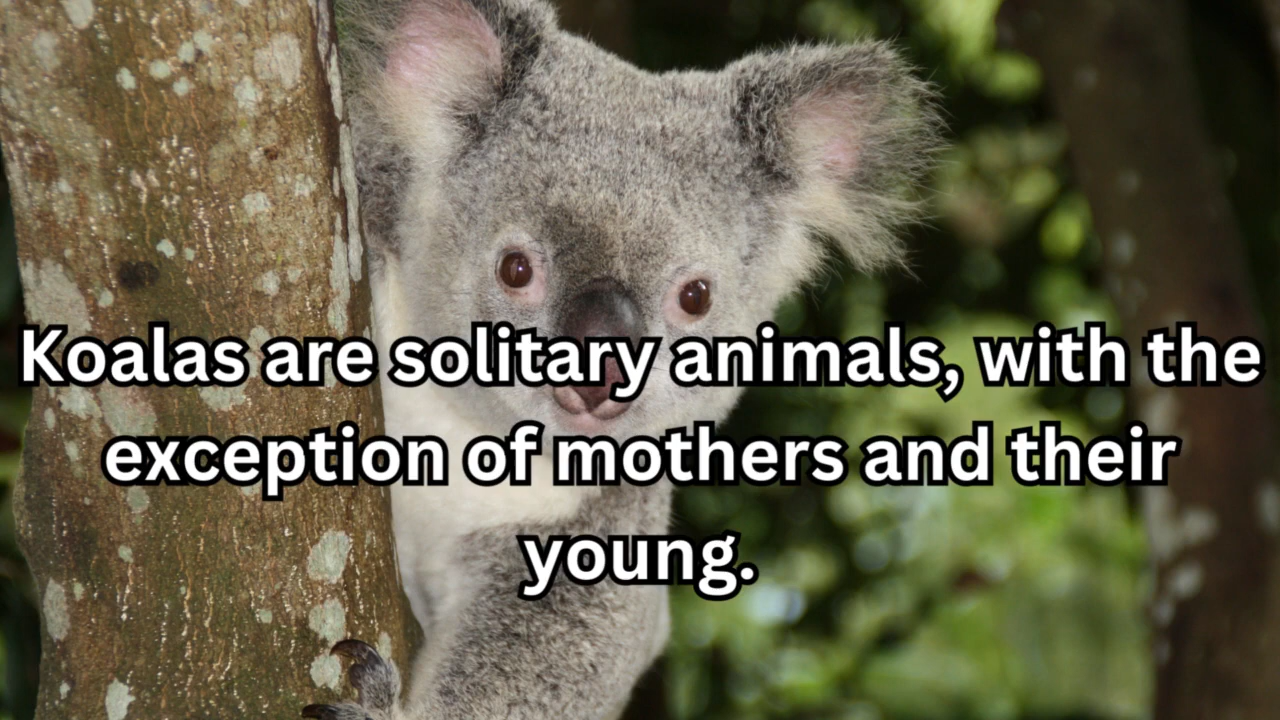 Koalas are solitary animals, with the
exception of mothers and their
young.